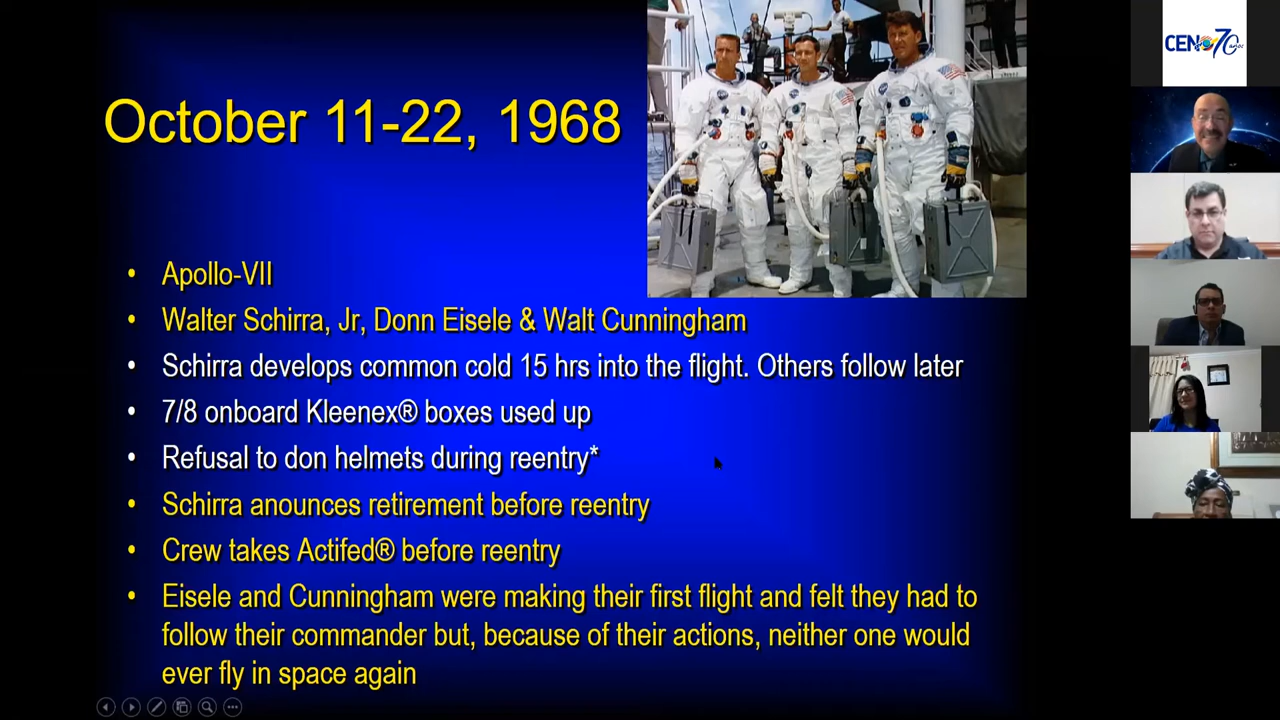 October 11-22, 1968
• Apollo-VII
• Walter Schirra, Jr, Donn Eisele & Walt Cunningham
• Schirra develops common cold 15 hrs into the flight. Others follow later
• 7/8 onboard Kleenex® boxes used up
• Refusal to don helmets during reentry*
• Schirra anounces retirement before reentry
• Crew takes Actifed® before reentry
• Eisele and Cunningham were making their first flight and felt they had to
follow their commander but, because of their actions, neither one would
ever fly in space again
CEN 70 años